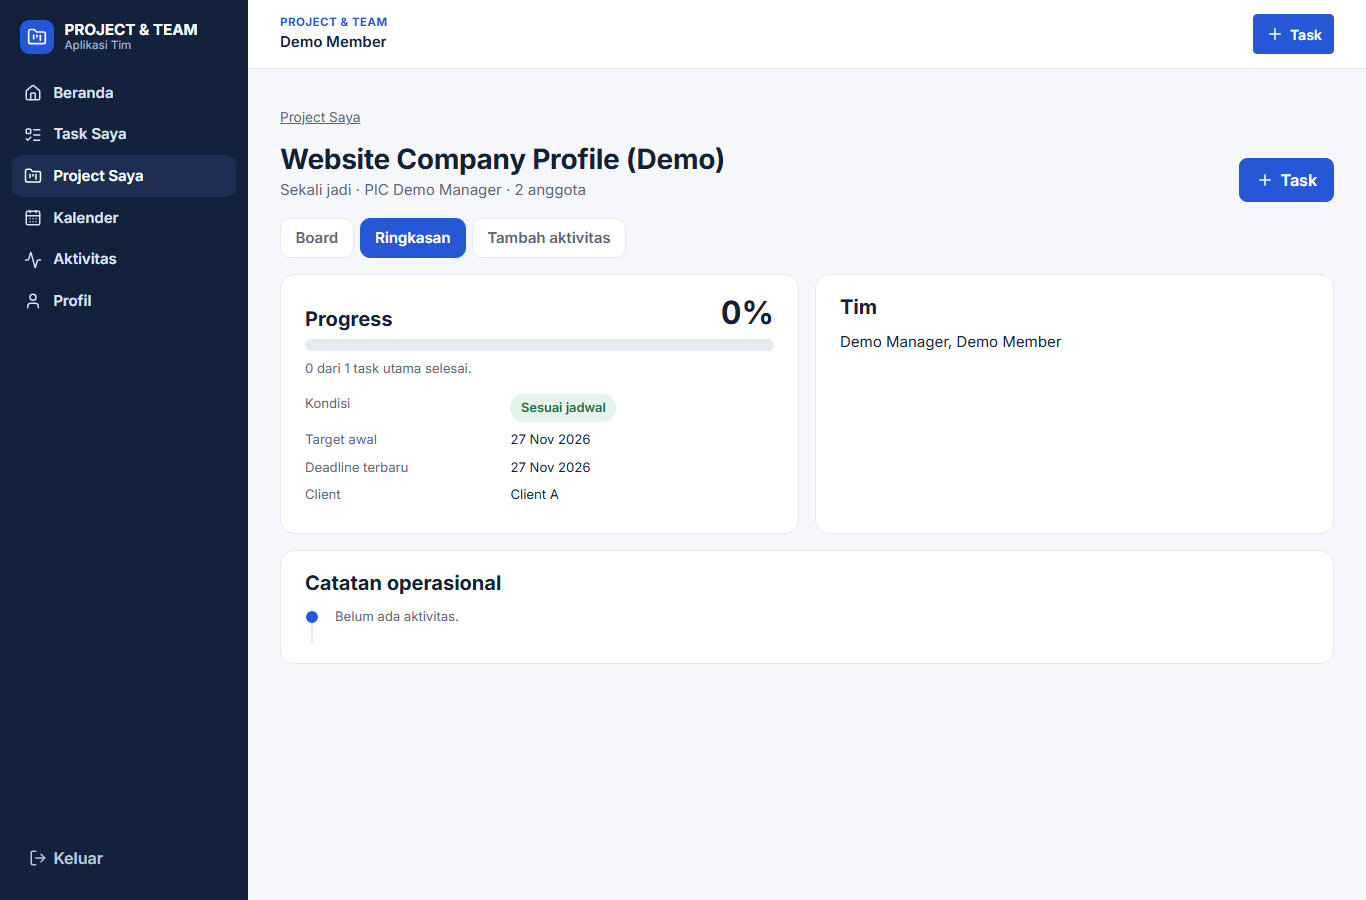 PROJECT & TEAM
Aplikasi Tim
Beranda
Task Saya
Project Saya
Kalender
Aktivitas
Profil
Keluar
PROJECT & TEAM
Demo Member
Task
Project Saya
Website Company Profile (Demo)
Sekali jadi · PIC Demo Manager · 2 anggota
Task
Board
Ringkasan
Tambah aktivitas
Progress
0%
0 dari 1 task utama selesai.
Kondisi
Sesuai jadwal
Target awal
27 Nov 2026
Deadline terbaru
27 Nov 2026
Client
Client A
Tim
Demo Manager, Demo Member
Catatan operasional
Belum ada aktivitas.